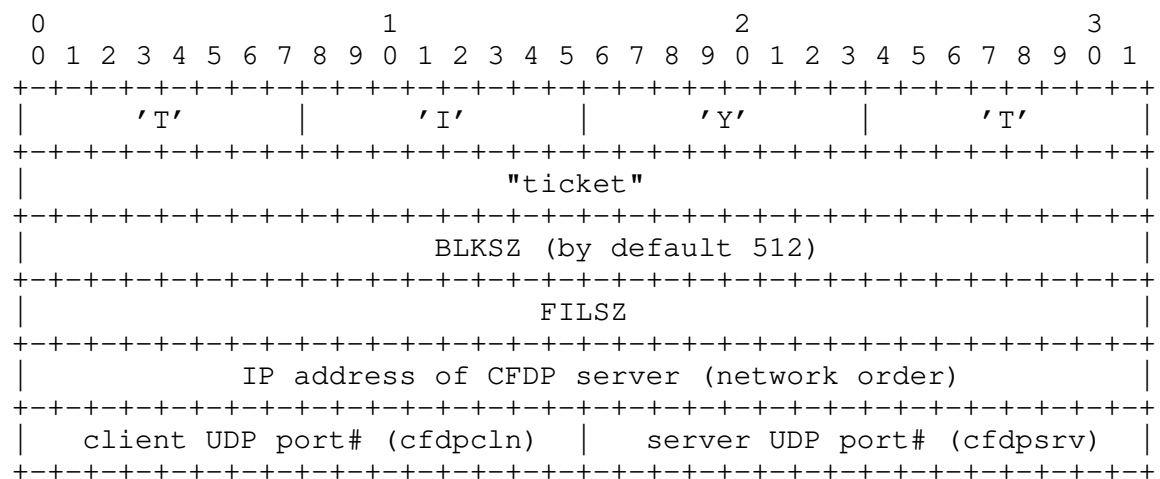 0                   1                   2                   3
 0 1 2 3 4 5 6 7 8 9 0 1 2 3 4 5 6 7 8 9 0 1 2 3 4 5 6 7 8 9 0 1
+-+-+-+-+-+-+-+-+-+-+-+-+-+-+-+-+-+-+-+-+-+-+-+-+-+-+-+-+-+-+-+-+
|      'T'      |      'I'      |      'Y'      |      'T'      |
+-+-+-+-+-+-+-+-+-+-+-+-+-+-+-+-+-+-+-+-+-+-+-+-+-+-+-+-+-+-+-+-+
|                           "ticket"                            |
+-+-+-+-+-+-+-+-+-+-+-+-+-+-+-+-+-+-+-+-+-+-+-+-+-+-+-+-+-+-+-+-+
|                   BLKSZ (by default 512)                      |
+-+-+-+-+-+-+-+-+-+-+-+-+-+-+-+-+-+-+-+-+-+-+-+-+-+-+-+-+-+-+-+-+
|                             FILSZ                             |
+-+-+-+-+-+-+-+-+-+-+-+-+-+-+-+-+-+-+-+-+-+-+-+-+-+-+-+-+-+-+-+-+
|            IP address of CFDP server (network order)          |
+-+-+-+-+-+-+-+-+-+-+-+-+-+-+-+-+-+-+-+-+-+-+-+-+-+-+-+-+-+-+-+-+
|   client UDP port# (cfdpcln)  |   server UDP port# (cfdpsrv)  |
+-+-+-+-+-+-+-+-+-+-+-+-+-+-+-+-+-+-+-+-+-+-+-+-+-+-+-+-+-+-+-+-+